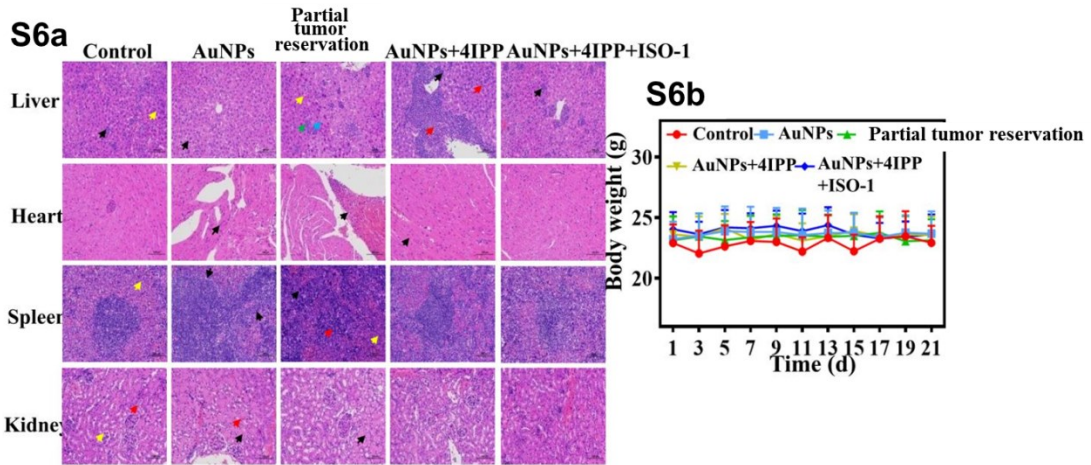 S6a
Control
AuNPs
Partial
tumor
reservation
AuNPs+4IPP
AuNPs+4IPP+ISO-1
Liver
Heart
Spleen
Kidney
S6b
Control
AuNPs
Partial tumor reservation
AuNPs+4IPP
AuNPs+4IPP
+ISO-1
Body weight (g)
30
25
20
1 3 5 7 9 11 13 15 17 19 21
Time (d)